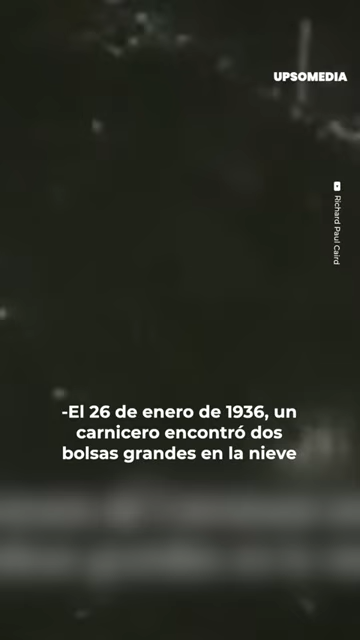 UPSOMEDIA
Richard Paul Caird
-El 26 de enero de 1936, un
carnicero encontró dos
bolsas grandes en la nieve